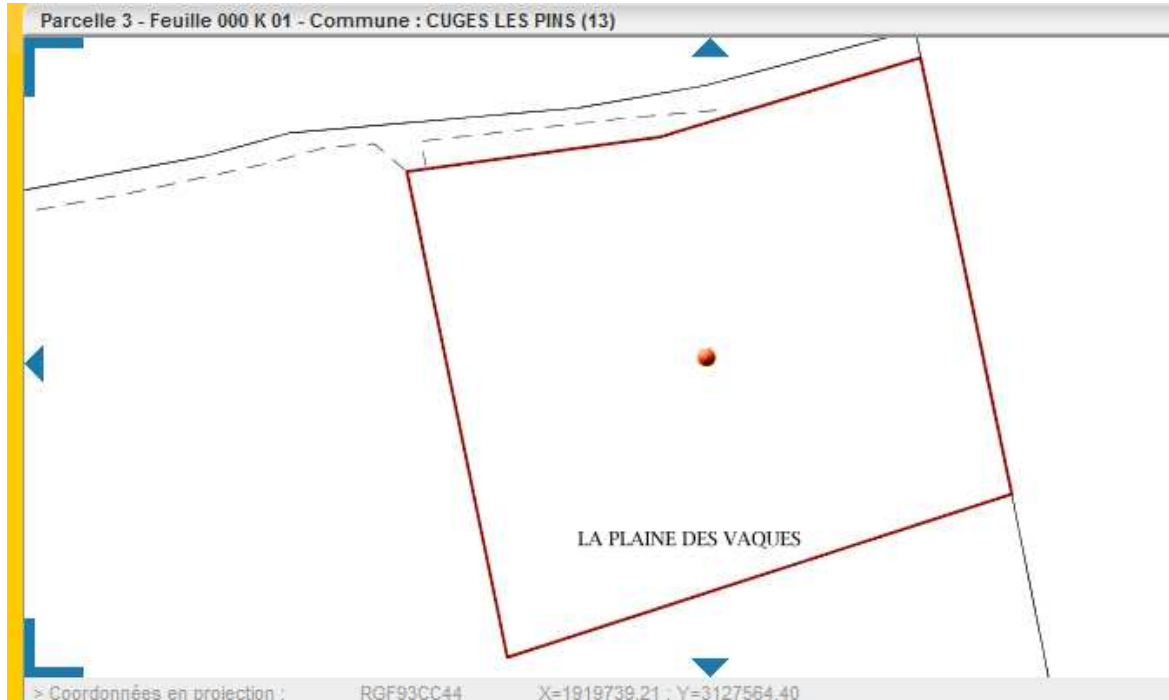 Parcelle 3 - Feuille 000 K 01 - Commune : CUGES LES PINS (13)
LA PLAINE DES VAQUES
> Coordonnées en projection : RGF93CC44 X=1919739.21 ; Y=3127564.40